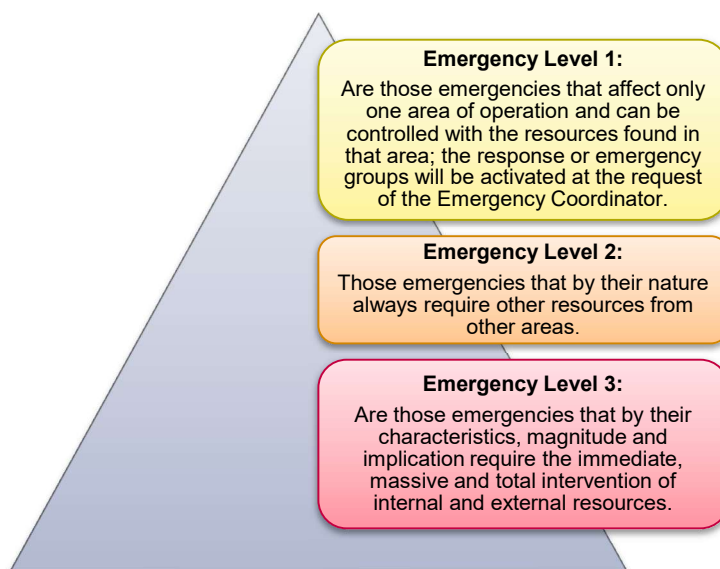 Emergency Level 1:
Are those emergencies that affect only
one area of operation and can be
controlled with the resources found in
that area; the response or emergency
groups will be activated at the request
of the Emergency Coordinator.
Emergency Level 2:
Those emergencies that by their nature
always require other resources from
other areas.
Emergency Level 3:
Are those emergencies that by their
characteristics, magnitude and
implication require the immediate,
massive and total intervention of
internal and external resources.